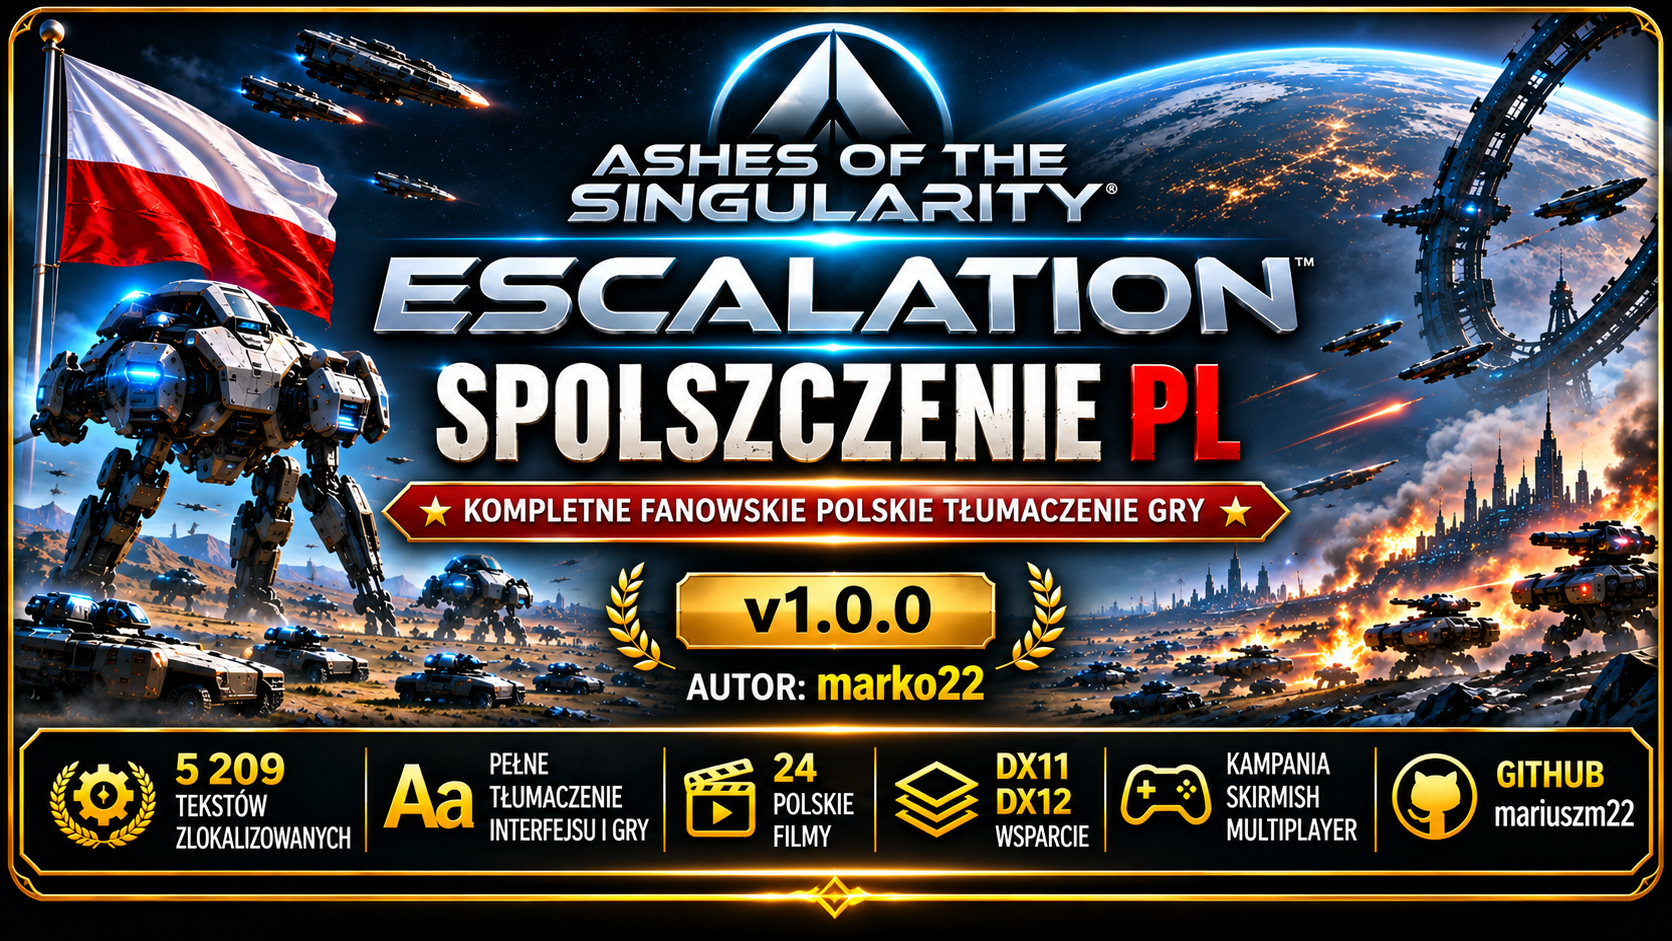 ASHES OF THE
SINGULARITY®
ESCALATION™
SPOLSZCZENIE PL
KOMPLETNE FANOWSKIE POLSKIE TŁUMACZENIE GRY
v1.0.0
AUTOR: marko22
5 209
TEKSTÓW
ZLOKALIZOWANYCH
Aa
PEŁNE
TŁUMACZENIE
INTERFEJSU I GRY
24
POLSKIE
FILMY
DX11
DX12
WSPARCIE
KAMPANIA
SKIRMISH
MULTIPLAYER
GITHUB
mariuszm22